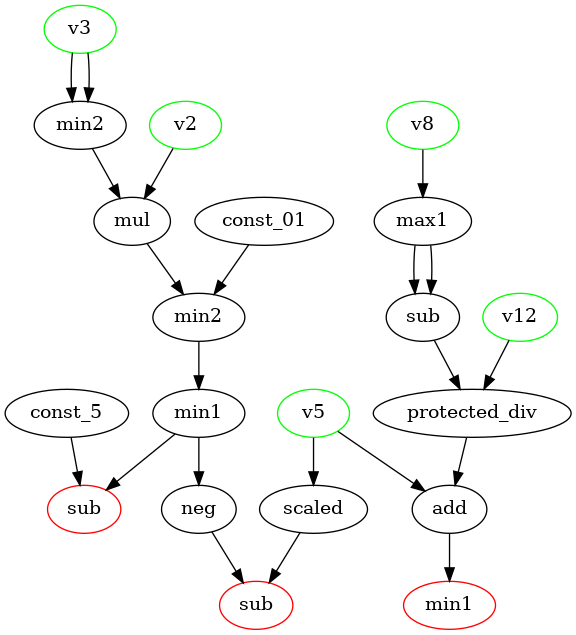 v3
min2
v2
v8
mul
const_01
max1
min2
sub
v12
const_5
min1
v5
protected_div
sub
neg
scaled
add
sub
min1